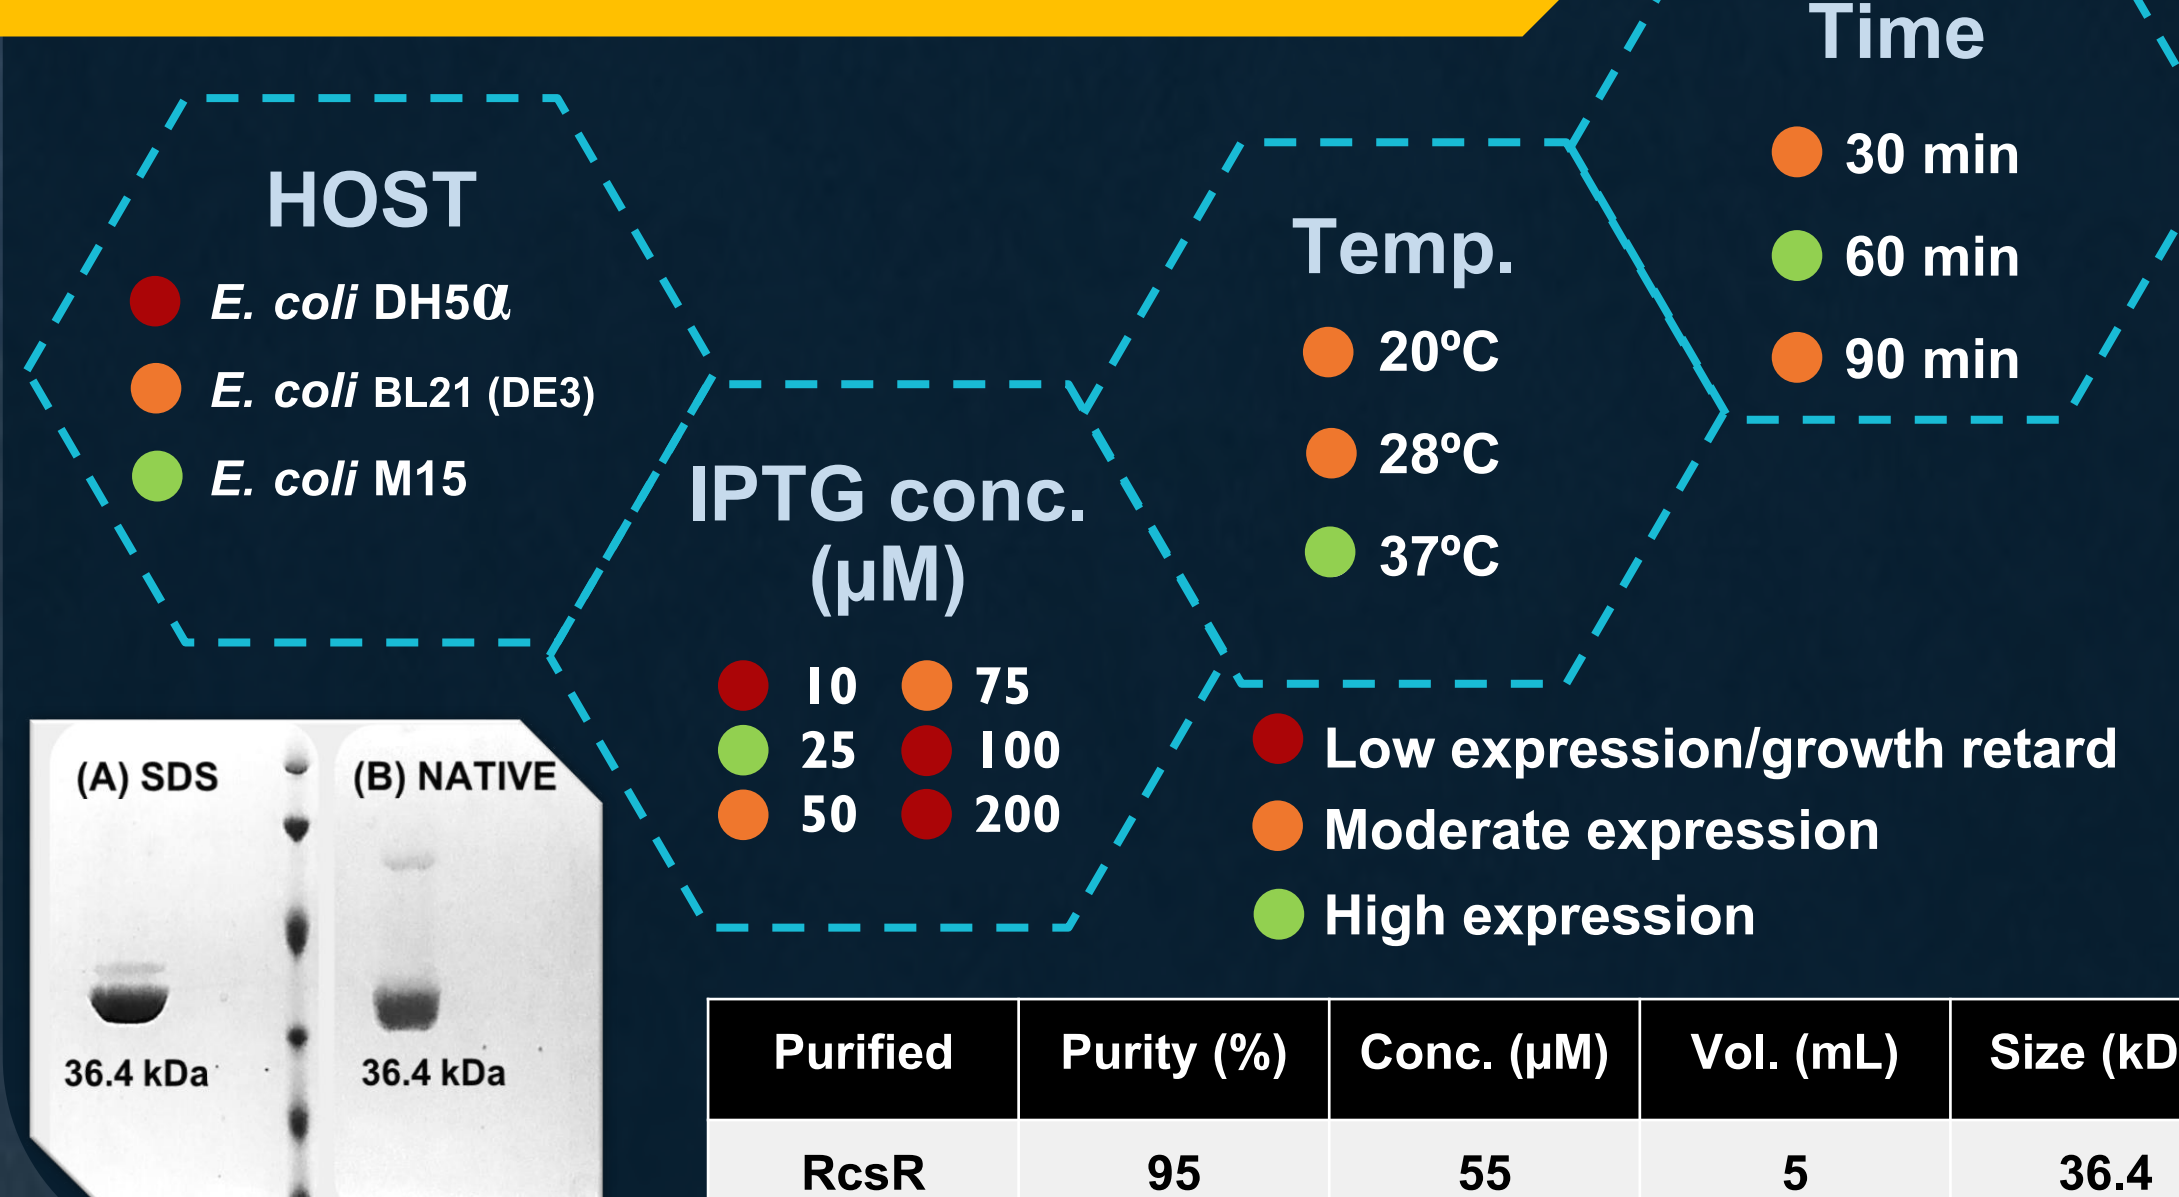 Time
30 min
60 min
90 min
HOST
E. coli DH5α
E. coli BL21 (DE3)
E. coli M15
Temp.
20ºC
28ºC
37ºC
IPTG conc.
(µM)
10 75
25 100
50 200
Low expression/growth retard
Moderate expression
High expression
(A) SDS (B) NATIVE
36.4 kDa 36.4 kDa
Purified Purity (%) Conc. (µM) Vol. (mL) Size (kD
RcsR 95 55 5 36.4